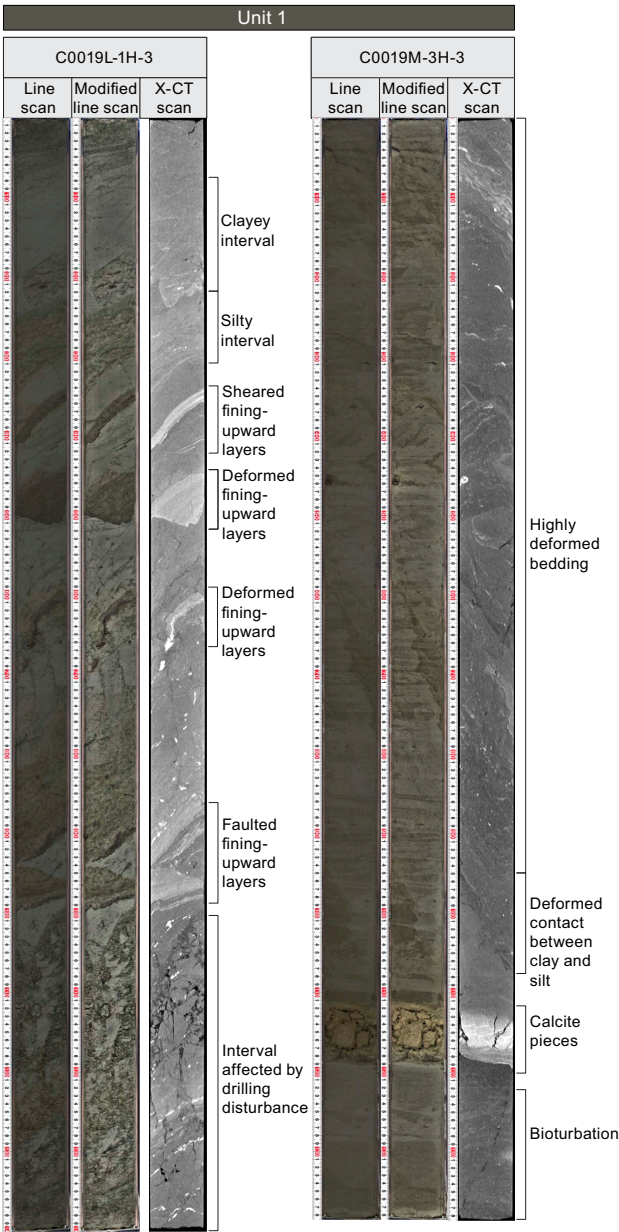 Unit 1
C0019L-1H-3
C0019M-3H-3
Line
scan
Modified
line scan
X-CT
scan
Line
scan
Modified
line scan
X-CT
scan
Clayey
interval
Silty
interval
Sheared
fining-
upward
layers
Deformed
fining-
upward
layers
Deformed
fining-
upward
layers
Faulted
fining-
upward
layers
Interval
affected by
drilling
disturbance
Highly
deformed
bedding
Deformed
contact
between
clay and
silt
Calcite
pieces
Bioturbation